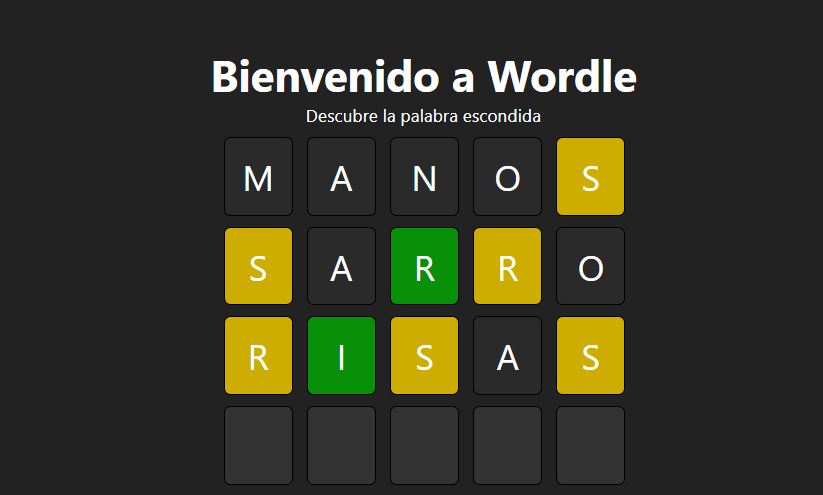 Bienvenido a Wordle
Descubre la palabra escondida
M A N O S
S A R R O
R I S A S